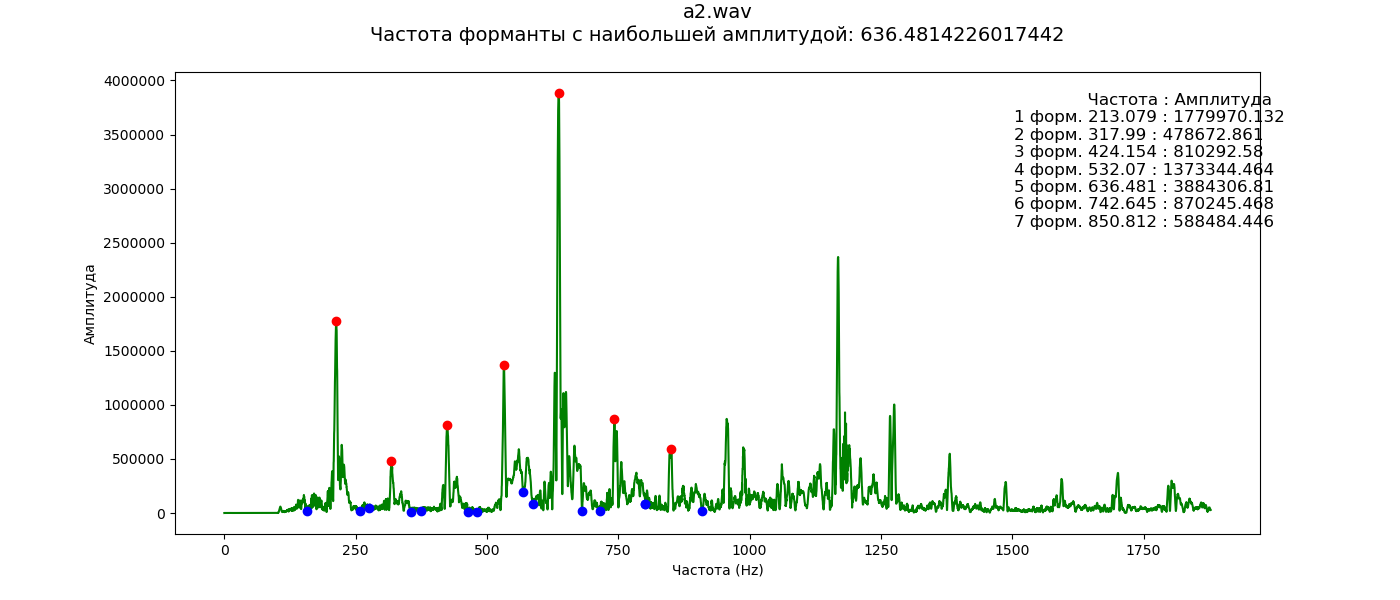 a2.wav
Частота форманты с наибольшей амплитудой: 636.4814226017442
Частота : Амплитуда
1 форм. 213.079 : 1779970.132
2 форм. 317.99 : 478672.861
3 форм. 424.154 : 810292.58
4 форм. 532.07 : 1373344.464
5 форм. 636.481 : 3884306.81
6 форм. 742.645 : 870245.468
7 форм. 850.812 : 588484.446
Амплитуда
4000000
3500000
3000000
2500000
2000000
1500000
1000000
500000
0
0 250 500 750 1000 1250 1500 1750
Частота (Hz)